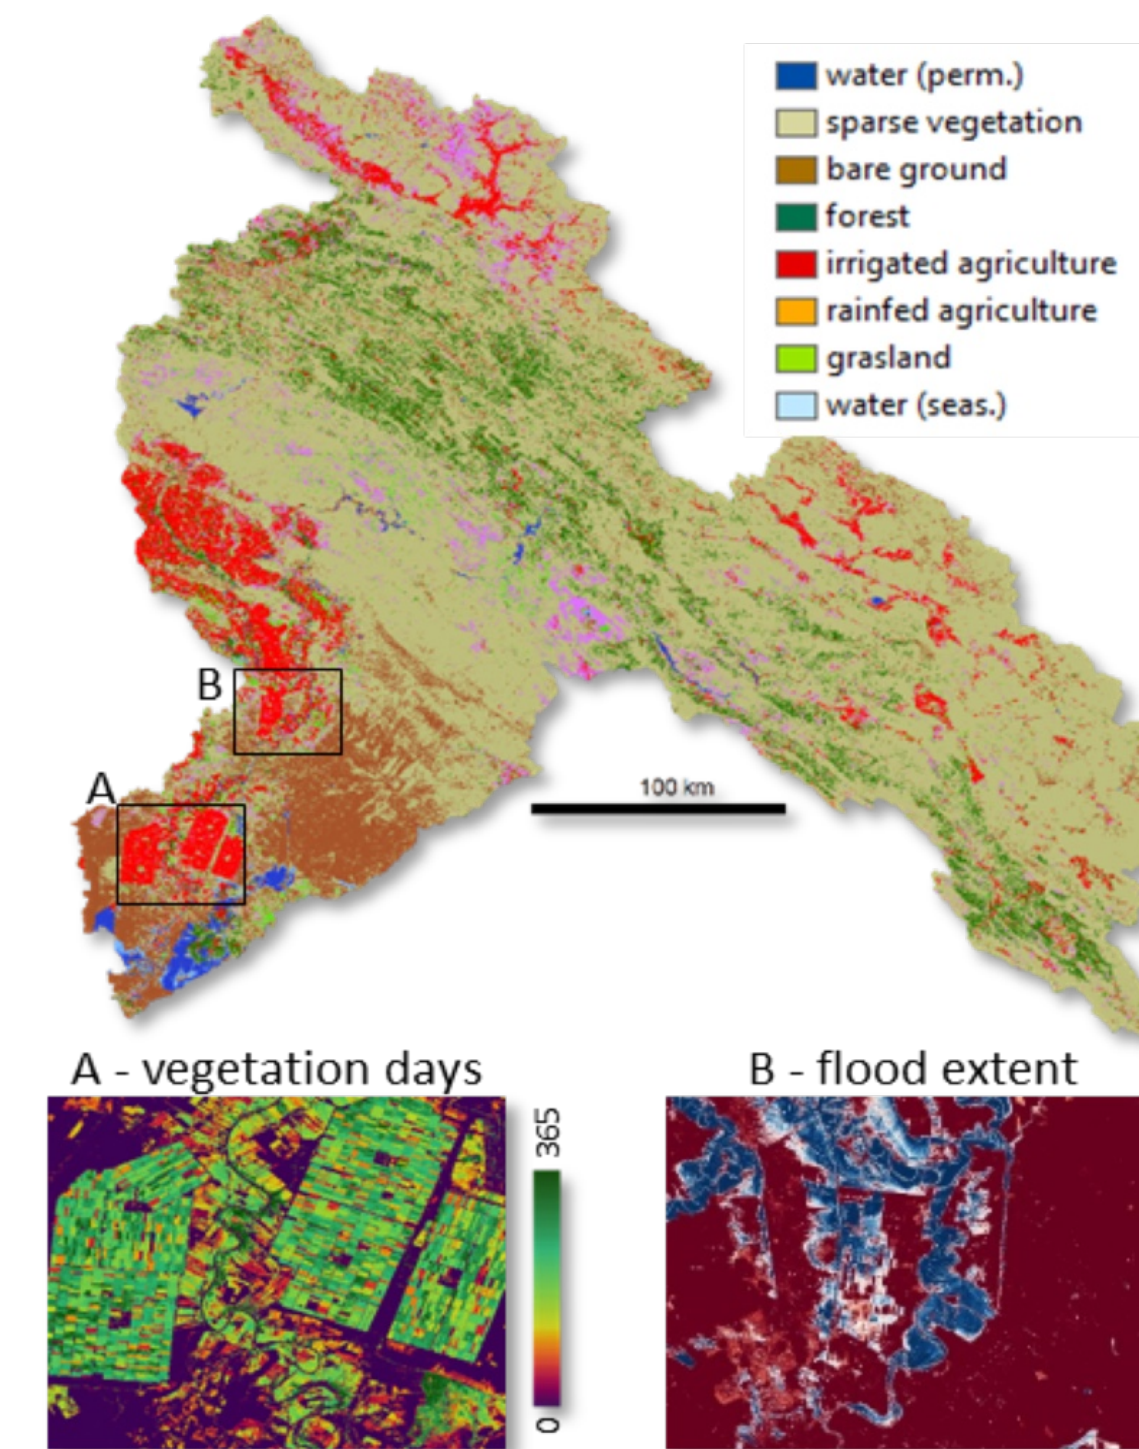 water (perm.)
sparse vegetation
bare ground
forest
irrigated agriculture
rainfed agriculture
grasland
water (seas.)
B
A
100 km
A - vegetation days
B - flood extent
365
0